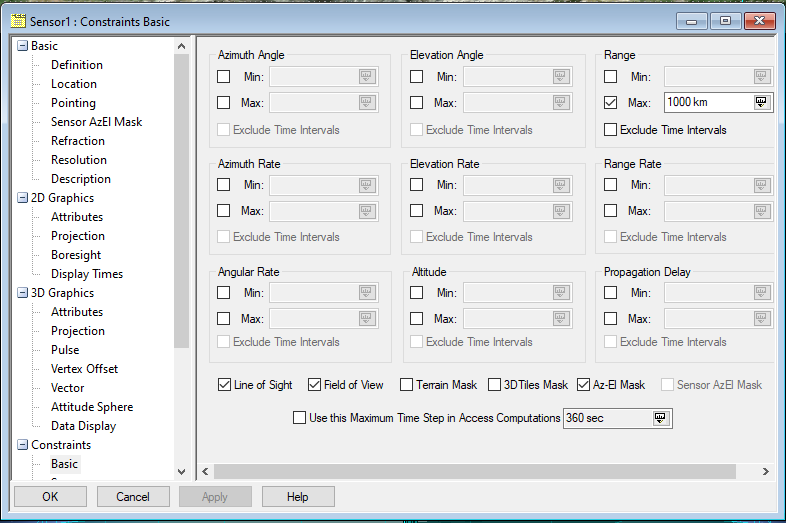 Sensor1 : Constraints Basic
Basic
Definition
Location
Pointing
Sensor AzEl Mask
Refraction
Resolution
Description
2D Graphics
Attributes
Projection
Boresight
Display Times
3D Graphics
Attributes
Projection
Pulse
Vertex Offset
Vector
Attitude Sphere
Data Display
Constraints
Basic
Azimuth Angle
Min:
Max:
Exclude Time Intervals
Elevation Angle
Min:
Max:
Exclude Time Intervals
Range
Min:
Max: 1000 km
Exclude Time Intervals
Azimuth Rate
Min:
Max:
Exclude Time Intervals
Elevation Rate
Min:
Max:
Exclude Time Intervals
Range Rate
Min:
Max:
Exclude Time Intervals
Angular Rate
Min:
Max:
Exclude Time Intervals
Altitude
Min:
Max:
Exclude Time Intervals
Propagation Delay
Min:
Max:
Exclude Time Intervals
Line of Sight Field of View Terrain Mask 3DTiles Mask Az-El Mask Sensor AzEl Mask
Use this Maximum Time Step in Access Computations 360 sec
OK Cancel Apply Help